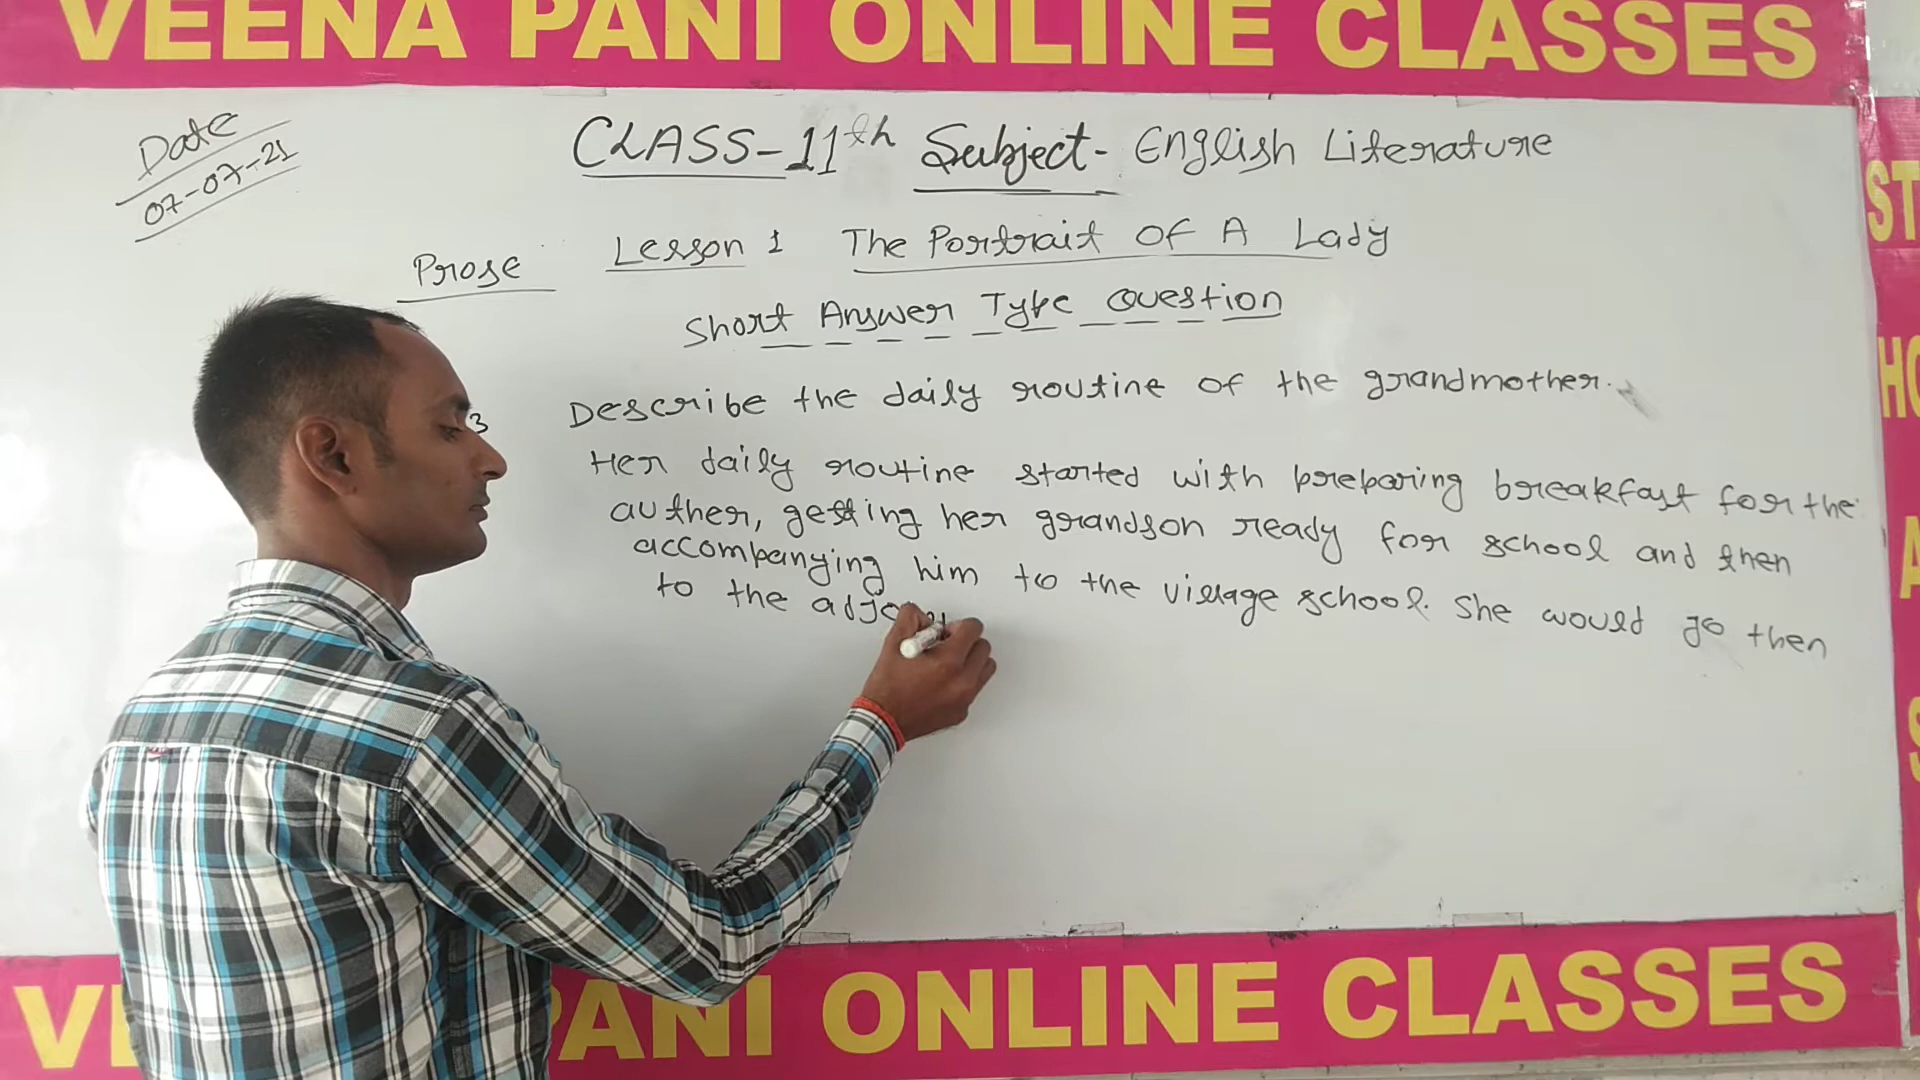 VEENA PANI ONLINE CLASSES
Date
07-07-21
CLASS-11th Subject- English Literature
Prose Lesson 1 The Portrait Of A Lady
Short Answer Type Question
3 Describe the daily routine of the grandmother.
Her daily routine started with preparing breakfast for the
auther, getting her grandson ready for school and then
accompanying him to the village school. She would go then
to the
ST
PANI ONLINE CLASSES